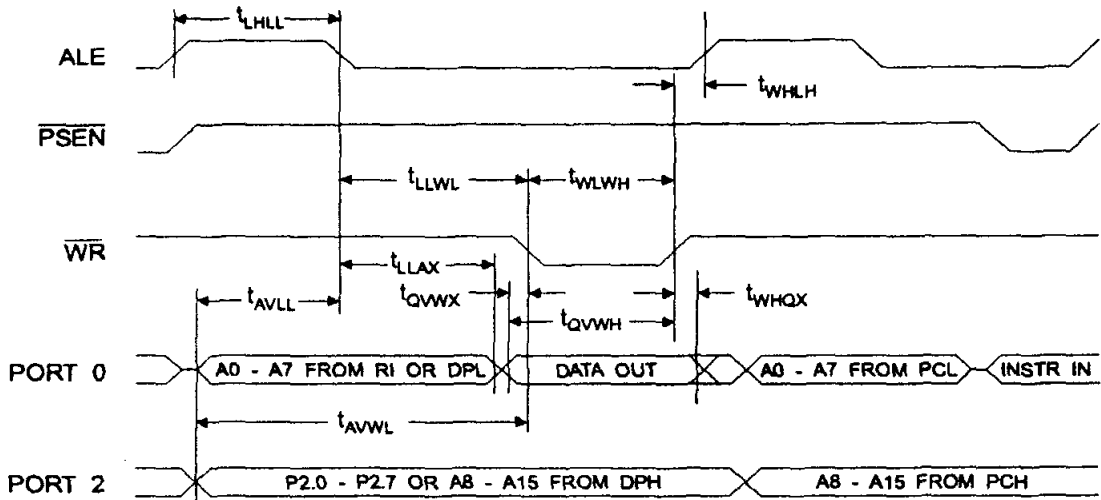 tLHLL
ALE
tWHLH
PSEN
tLLWL
tWLWH
WR
tLLAX
tQVWX
tWHQX
tAVLL
tQVWH
PORT 0
A0 - A7 FROM RI OR DPL
DATA OUT
A0 - A7 FROM PCL
INSTR IN
tAVWL
PORT 2
P2.0 - P2.7 OR A8 - A15 FROM DPH
A8 - A15 FROM PCH